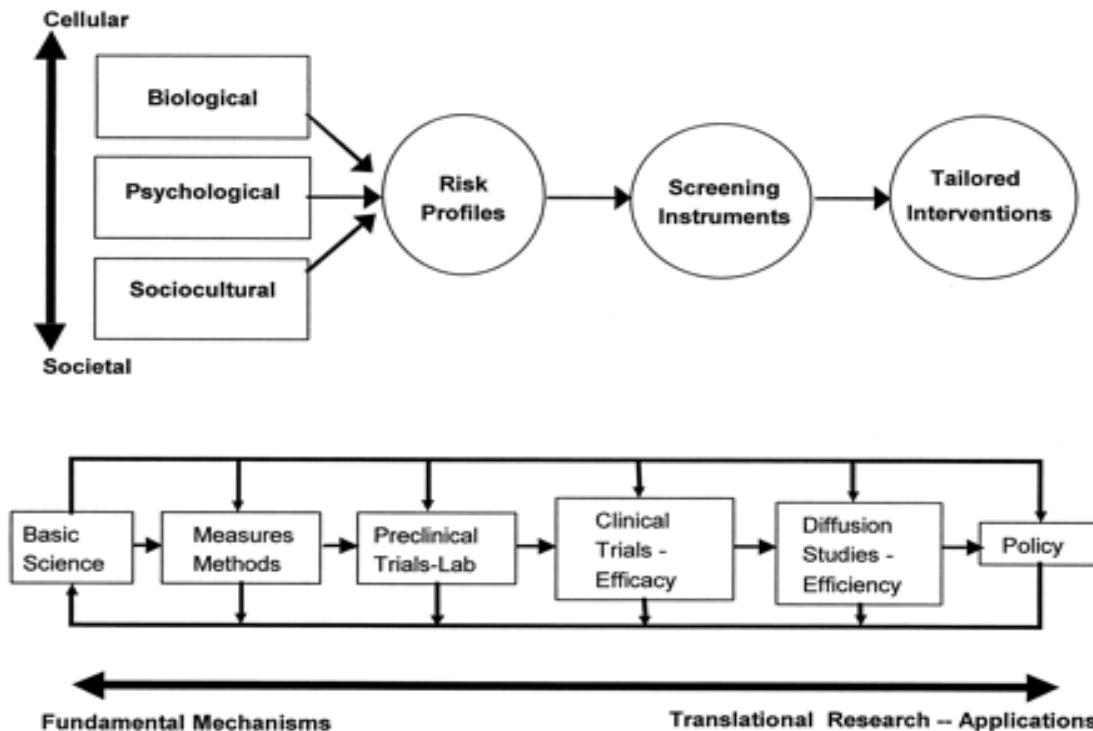 Cellular
Biological
Psychological
Sociocultural
Societal
Risk
Profiles
Screening
Instruments
Tailored
Interventions
Basic
Science
Measures
Methods
Preclinical
Trials-Lab
Clinical
Trials -
Efficacy
Diffusion
Studies -
Efficiency
Policy
Fundamental Mechanisms
Translational Research -- Applications